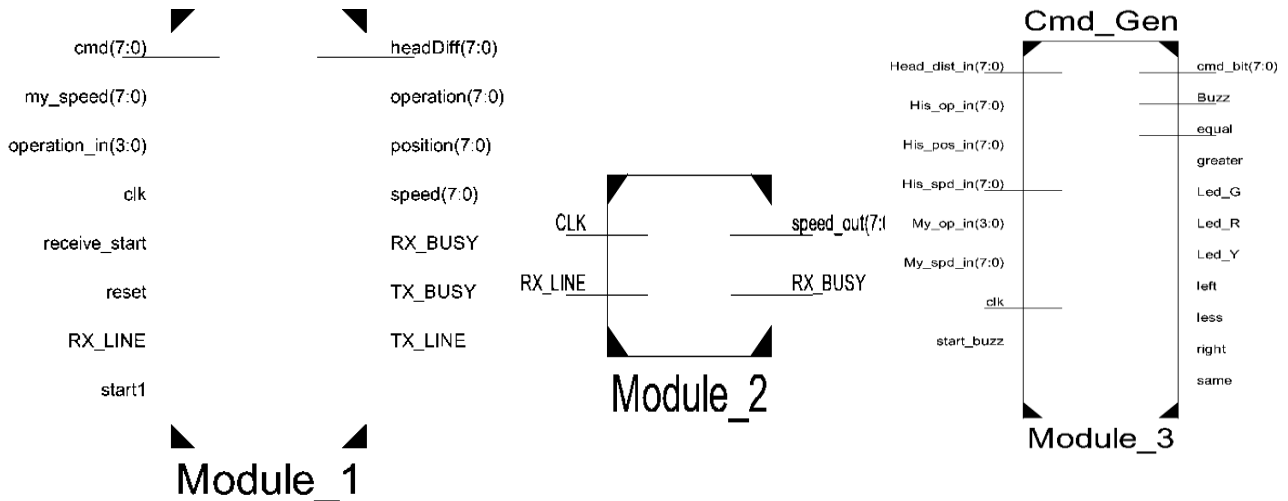 cmd(7:0)
my_speed(7:0)
operation_in(3:0)
clk
receive_start
reset
RX_LINE
start1
headDiff(7:0)
operation(7:0)
position(7:0)
speed(7:0)
RX_BUSY
TX_BUSY
TX_LINE
Module_1
CLK
RX_LINE
speed_out(7:
RX_BUSY
Module_2
Cmd_Gen
Head_dist_in(7:0)
His_op_in(7:0)
His_pos_in(7:0)
His_spd_in(7:0)
My_op_in(3:0)
My_spd_in(7:0)
clk
start_buzz
cmd_bit(7:0)
Buzz
equal
greater
Led_G
Led_R
Led_Y
left
less
right
same
Module_3